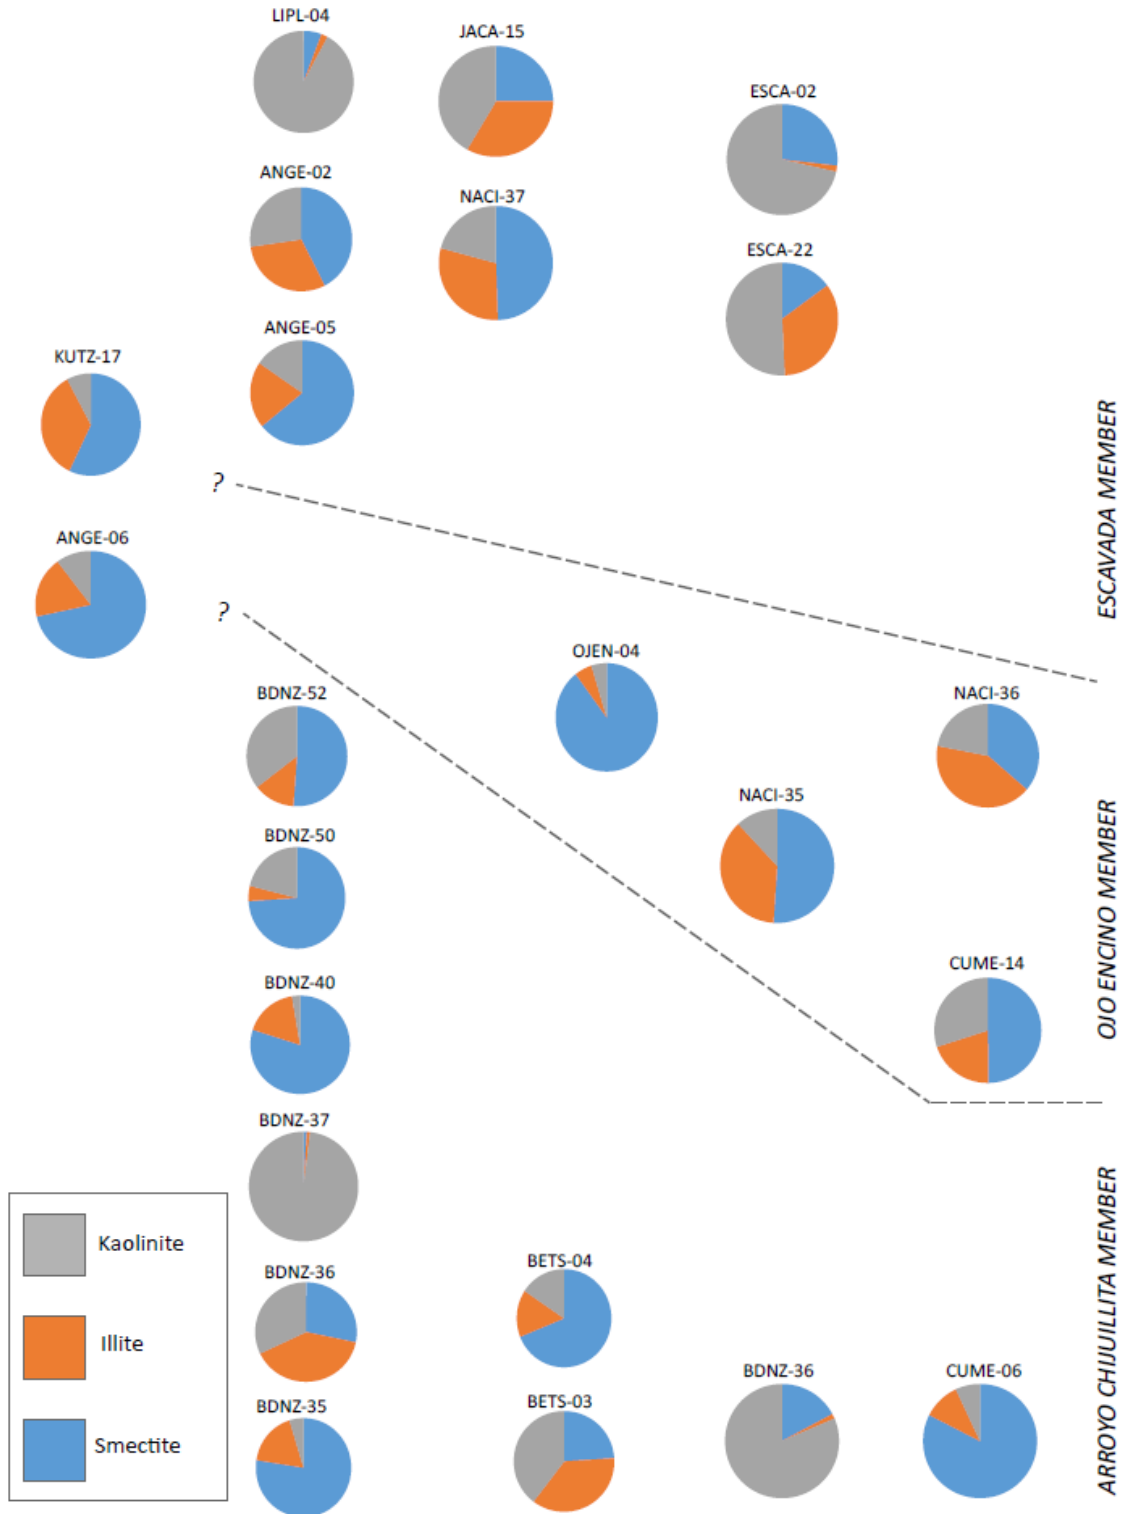 LIPL-04
JACA-15
ESCA-02
ANGE-02
NACI-37
ESCA-22
ANGE-05
KUTZ-17
?
ESCAVADA MEMBER
ANGE-06
?
OJEN-04
BDNZ-52
NACI-36
NACI-35
BDNZ-50
OJO ENCINO MEMBER
CUME-14
BDNZ-40
BDNZ-37
BETS-04
BDNZ-36
BDNZ-36
CUME-06
BETS-03
BDNZ-35
ARROYO CHIJUILLITA MEMBER
Kaolinite
Illite
Smectite